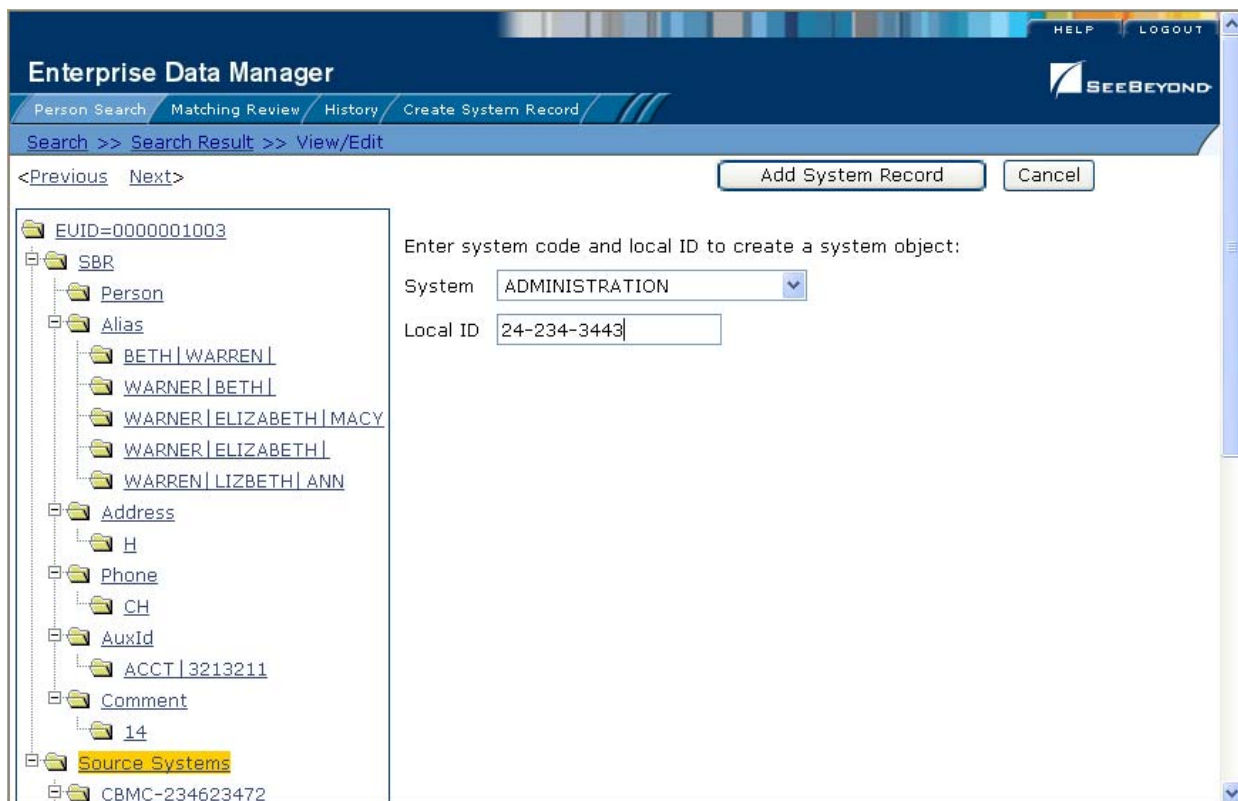 HELP LOGOUT
Enterprise Data Manager
SEEBEYOND
Person Search Matching Review History Create System Record
Search >> Search Result >> View/Edit
<Previous Next>
Add System Record Cancel
EUID=0000001003
SBR
Person
Alias
BETH|WARREN|
WARNER|BETH|
WARNER|ELIZABETH|MACY
WARNER|ELIZABETH|
WARREN|LIZBETH|ANN
Address
H
Phone
CH
AuxId
ACCT|3213211
Comment
14
Source Systems
CBMC-234623472
Enter system code and local ID to create a system object:
System ADMINISTRATION
Local ID 24-234-3443